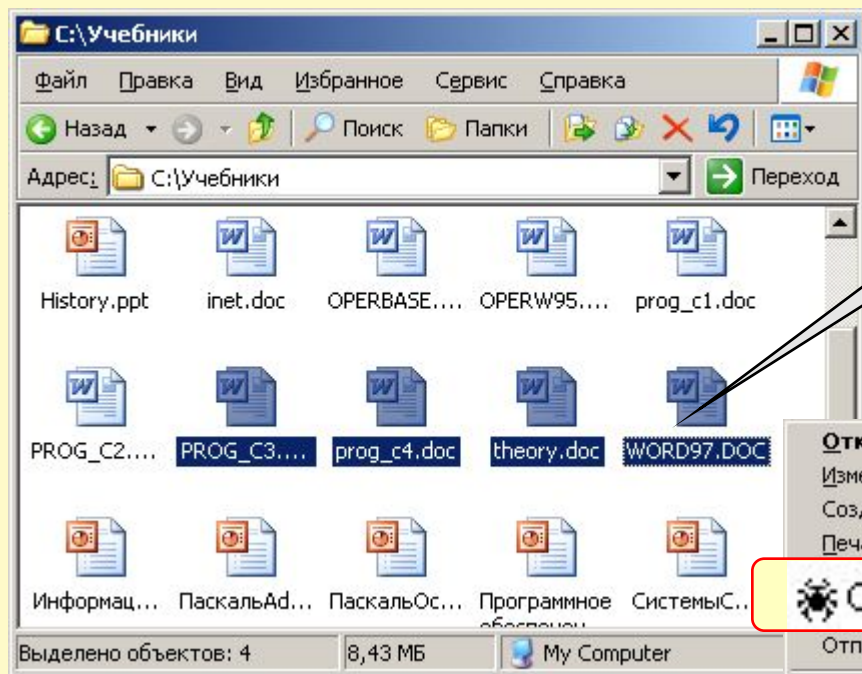 C:\Учебники
Файл Правка Вид Избранное Сервис Справка
Назад Поиск Папки
Адрес: C:\Учебники Переход
History.ppt inet.doc OPERBASE.... OPERW95.... prog_c1.doc
PROG_C2.... PROG_C3.... prog_c4.doc theory.doc WORD97.DOC
Информац... ПаскальAd... ПаскальОс... Программное СистемыС...
Выделено объектов: 4 8,43 МБ My Computer